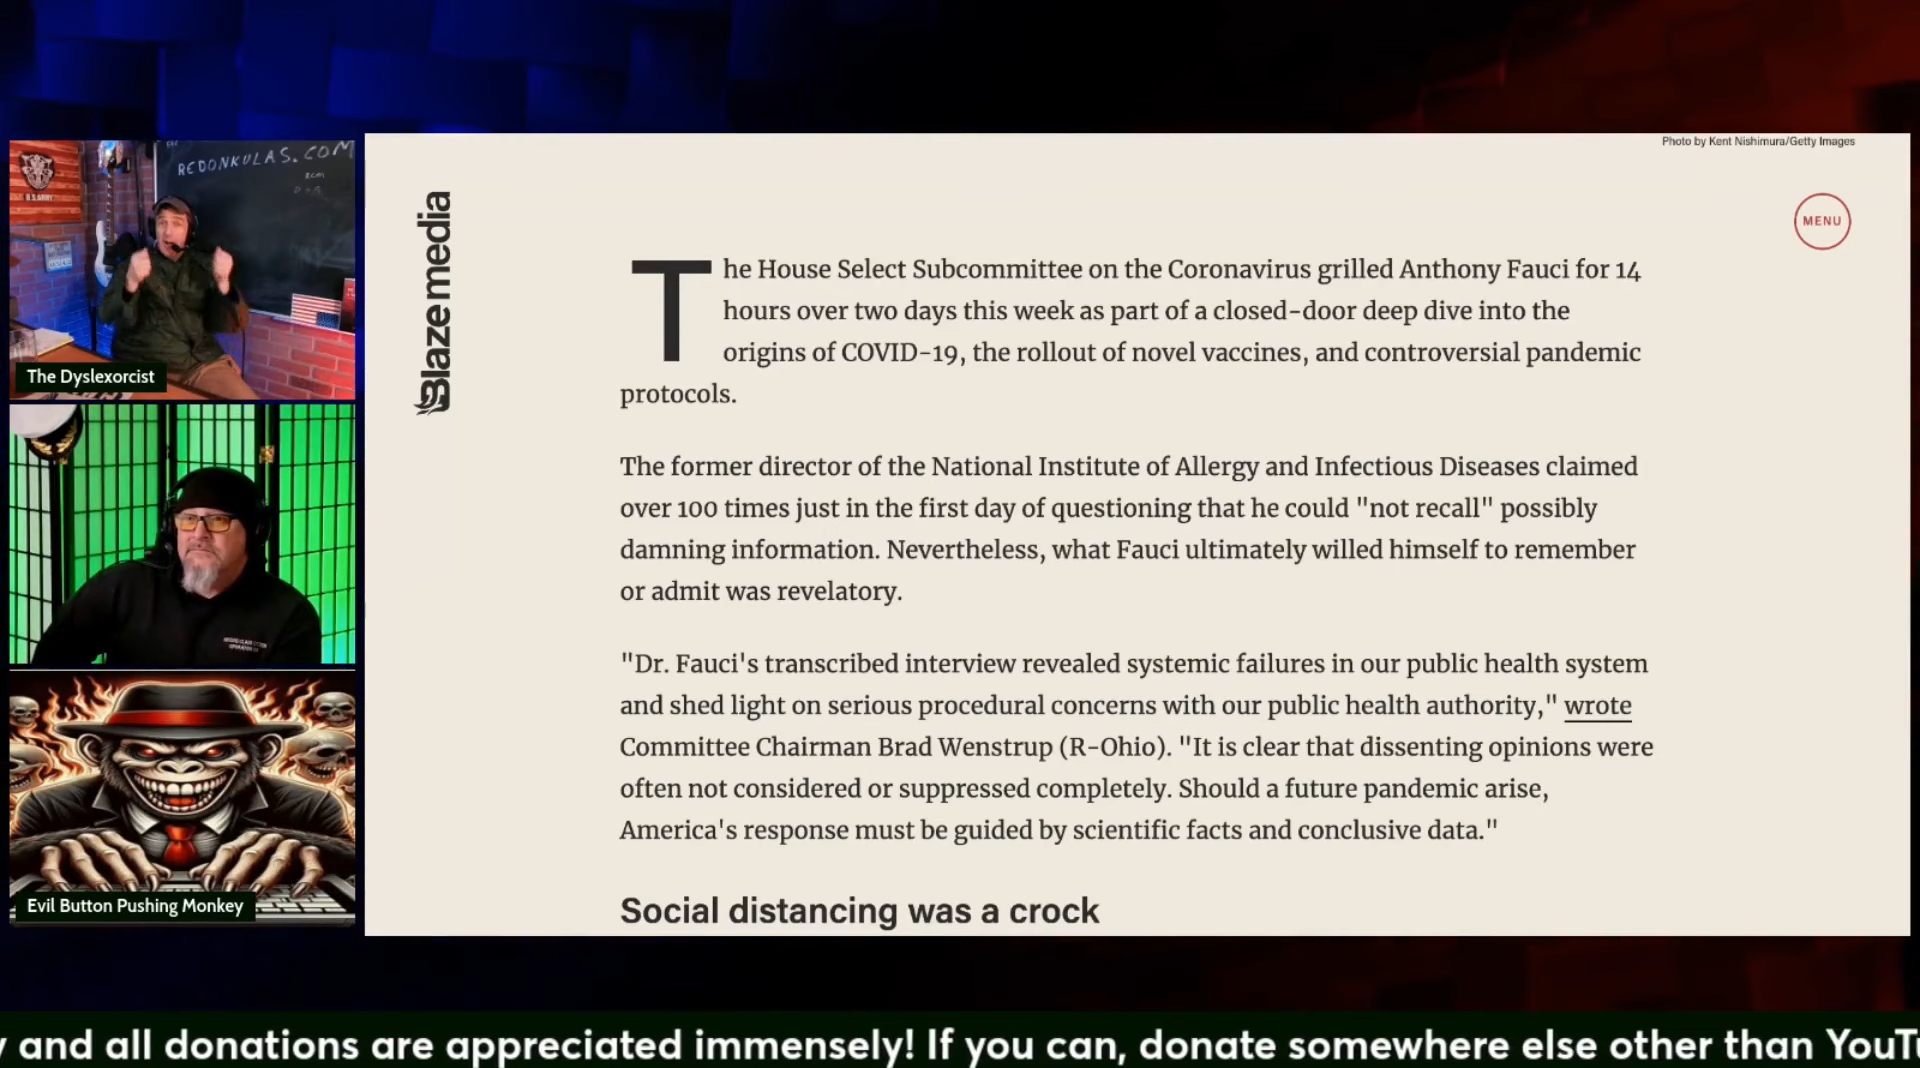 Photo by Kent Nishimura/Getty Images
REDONKULAS.COM
U.S. ARMY
The Dyslexorcist
Evil Button Pushing Monkey
Blaze media
MENU
The House Select Subcommittee on the Coronavirus grilled Anthony Fauci for 14
hours over two days this week as part of a closed-door deep dive into the
origins of COVID-19, the rollout of novel vaccines, and controversial pandemic
protocols.
The former director of the National Institute of Allergy and Infectious Diseases claimed
over 100 times just in the first day of questioning that he could "not recall" possibly
damning information. Nevertheless, what Fauci ultimately willed himself to remember
or admit was revelatory.
"Dr. Fauci's transcribed interview revealed systemic failures in our public health system
and shed light on serious procedural concerns with our public health authority," wrote
Committee Chairman Brad Wenstrup (R-Ohio). "It is clear that dissenting opinions were
often not considered or suppressed completely. Should a future pandemic arise,
America's response must be guided by scientific facts and conclusive data."
Social distancing was a crock
and all donations are appreciated immensely! If you can, donate somewhere else other than YouTu